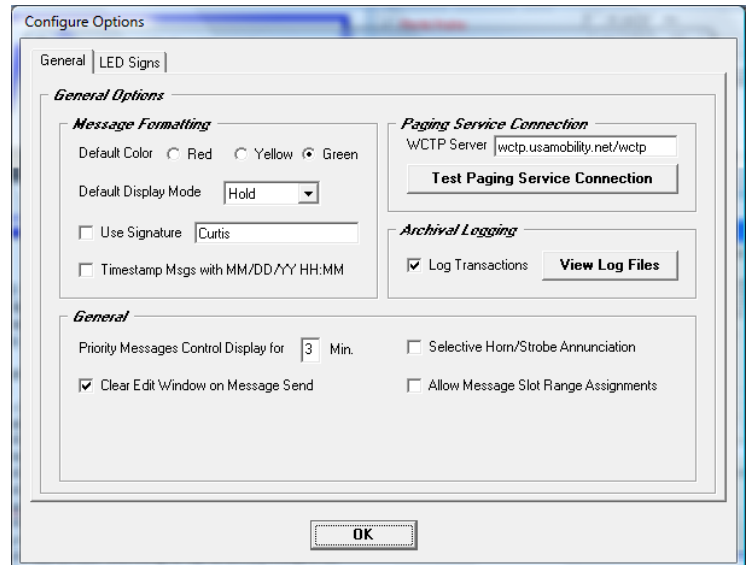 Configure Options
General
LED Signs
General Options
Message Formatting
Default Color Red Yellow Green
Default Display Mode Hold
Use Signature Curtis
Timestamp Msgs with MM/DD/YY HH:MM
Paging Service Connection
WCTP Server wctp.usamobility.net/wctp
Test Paging Service Connection
Archival Logging
Log Transactions View Log Files
General
Priority Messages Control Display for 3 Min.
Clear Edit Window on Message Send
Selective Horn/Strobe Annunciation
Allow Message Slot Range Assignments
OK